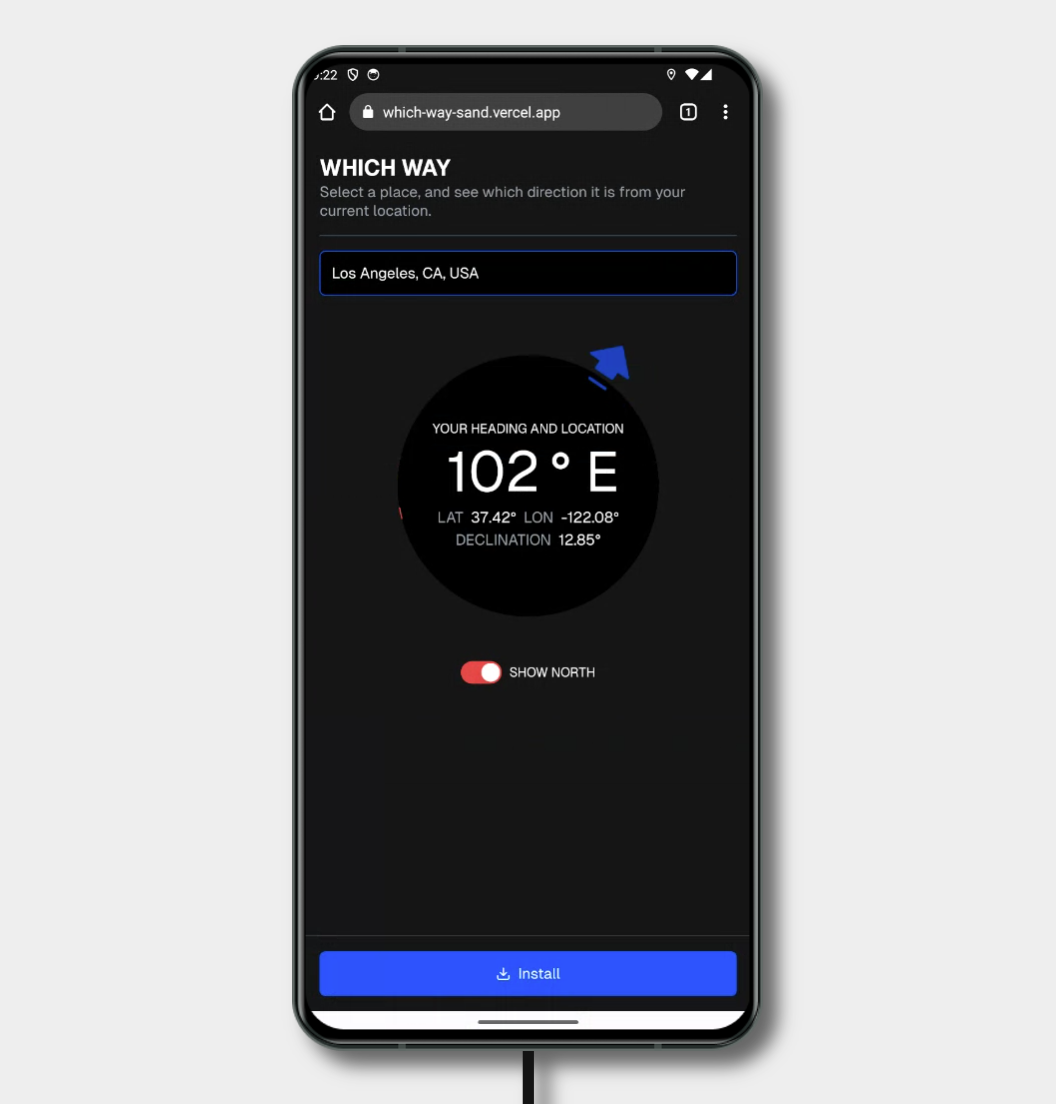 :22
which-way-sand.vercel.app
1
WHICH WAY
Select a place, and see which direction it is from your
current location.
Los Angeles, CA, USA
YOUR HEADING AND LOCATION
102° E
LAT 37.42° LON -122.08°
DECLINATION 12.85°
SHOW NORTH
Install